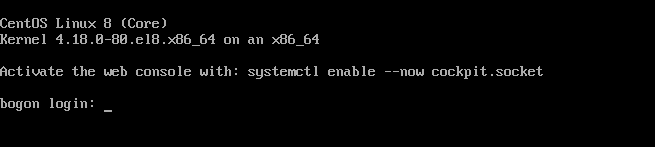 CentOS Linux 8 (Core)
Kernel 4.18.0-80.el8.x86_64 on an x86_64
Activate the web console with: systemctl enable --now cockpit.socket
bogon login: _